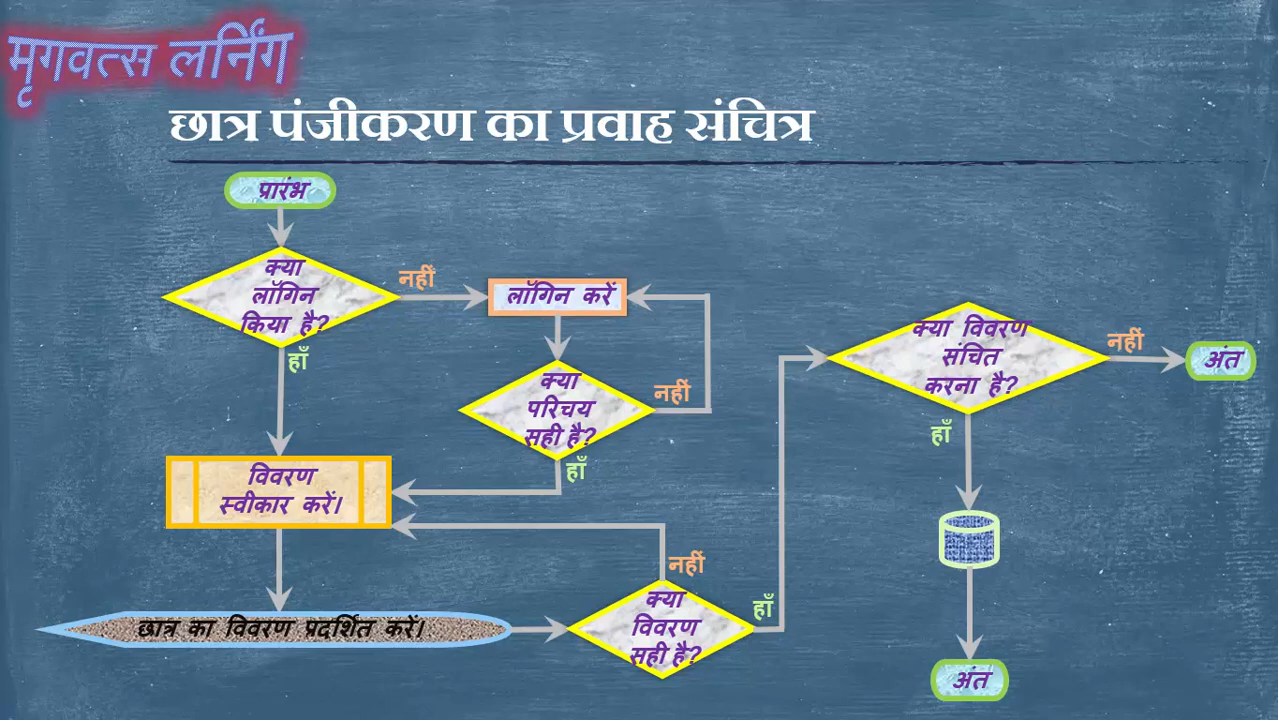 मृगवत्स लर्निंग
छात्र पंजीकरण का प्रवाह संचित्र
प्रारंभ
क्या
लॉगिन
किया है?
नहीं
हाँ
लॉगिन करें
क्या
परिचय
सही है?
नहीं
हाँ
विवरण
स्वीकार करें।
छात्र का विवरण प्रदर्शित करें।
क्या
विवरण
सही है?
नहीं
हाँ
क्या विवरण
संचित
करना है?
नहीं
अंत
हाँ
अंत